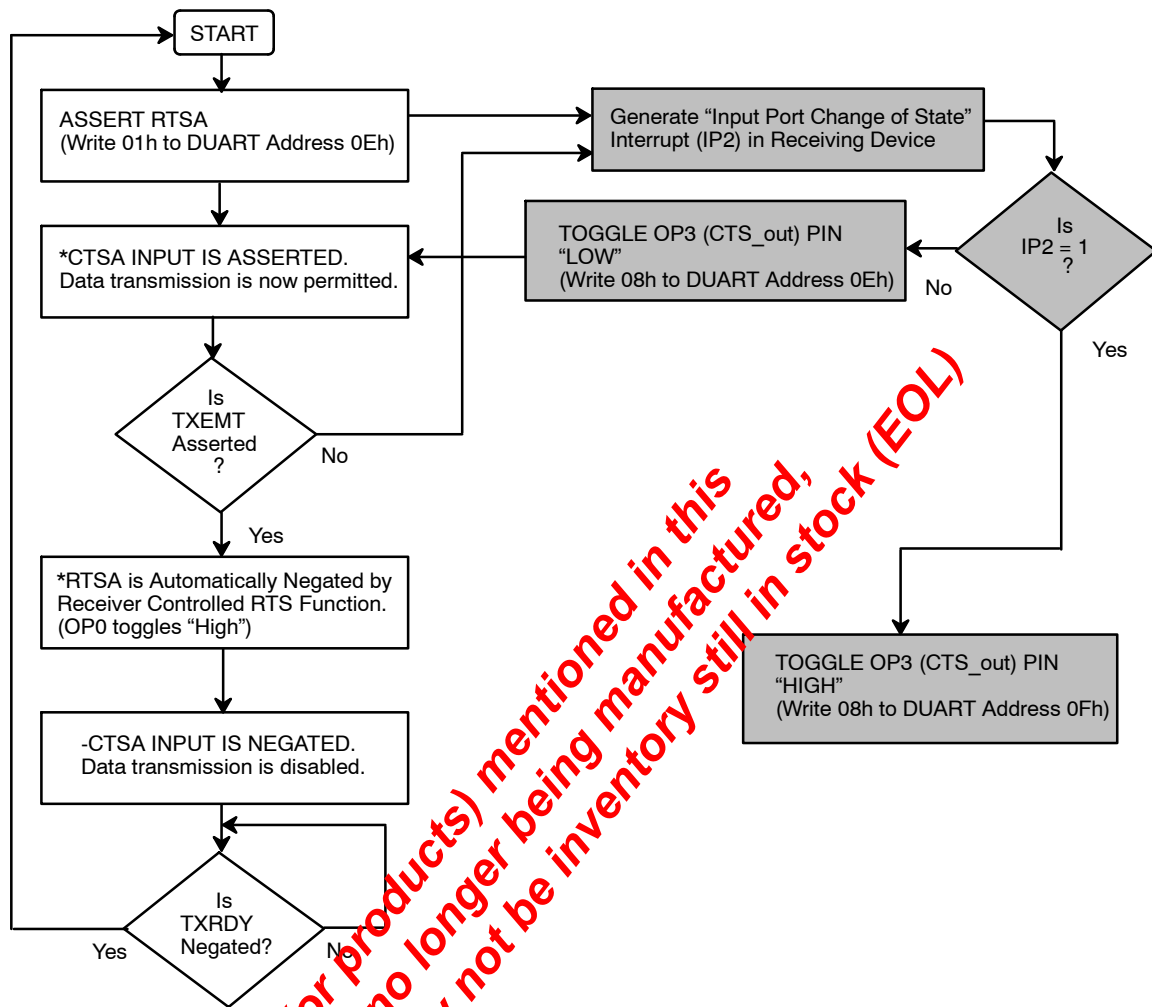 START
ASSERT RTSA
(Write 01h to DUART Address 0Eh)
Generate “Input Port Change of State”
Interrupt (IP2) in Receiving Device
*CTSA INPUT IS ASSERTED.
Data transmission is now permitted.
TOGGLE OP3 (CTS_out) PIN
“LOW”
(Write 08h to DUART Address 0Eh)
Is
IP2 = 1
?
No
Yes
Is
TXEMT
Asserted
?
No
Yes
*RTSA is Automatically Negated by
Receiver Controlled RTS Function.
(OP0 toggles “High”)
TOGGLE OP3 (CTS_out) PIN
“HIGH”
(Write 08h to DUART Address 0Fh)
-CTSA INPUT IS NEGATED.
Data transmission is disabled.
Is
TXRDY
Negated?
Yes
No
(or products) mentioned in this
no longer being manufactured,
not be inventory still in stock (EOL)